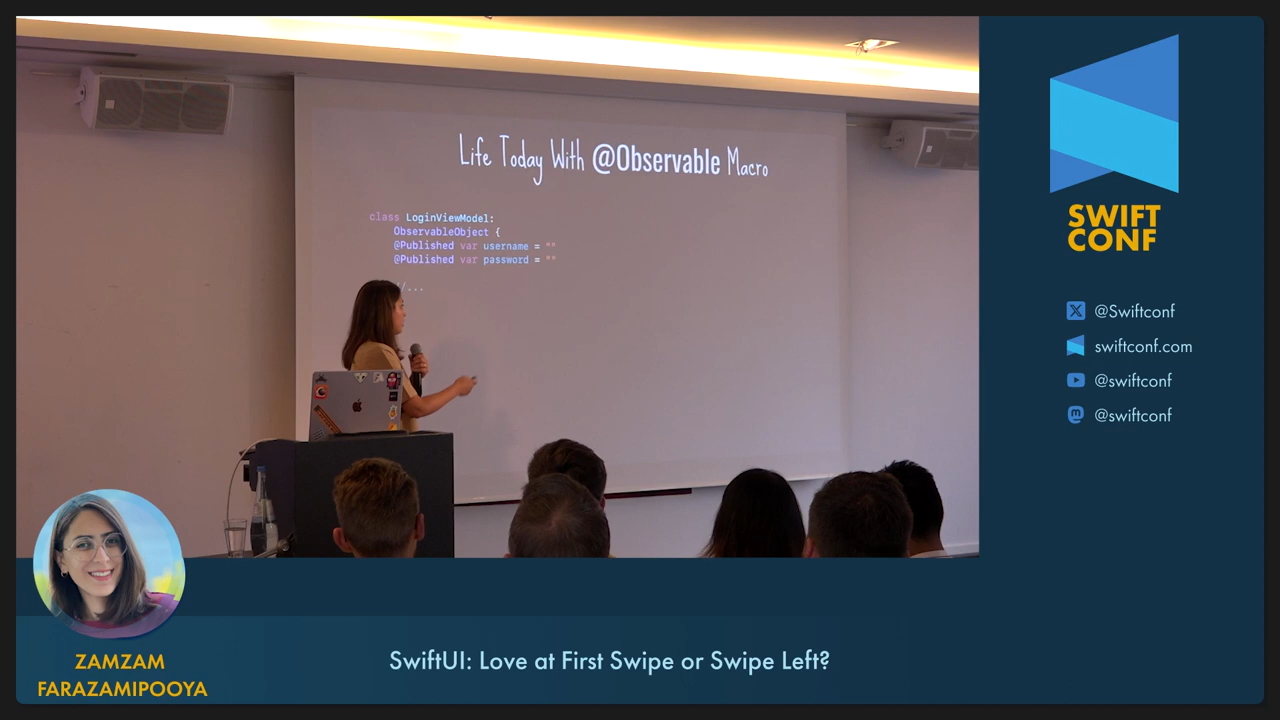 Life Today With @Observable Macro
class LoginViewModel:
ObservableObject {
@Published var username = ""
@Published var password = ""
/...
SWIFT
CONF
@Swiftconf
swiftconf.com
@swiftconf
@swiftconf
ZAMZAM
FARAZAMIPOOYA
SwiftUI: Love at First Swipe or Swipe Left?